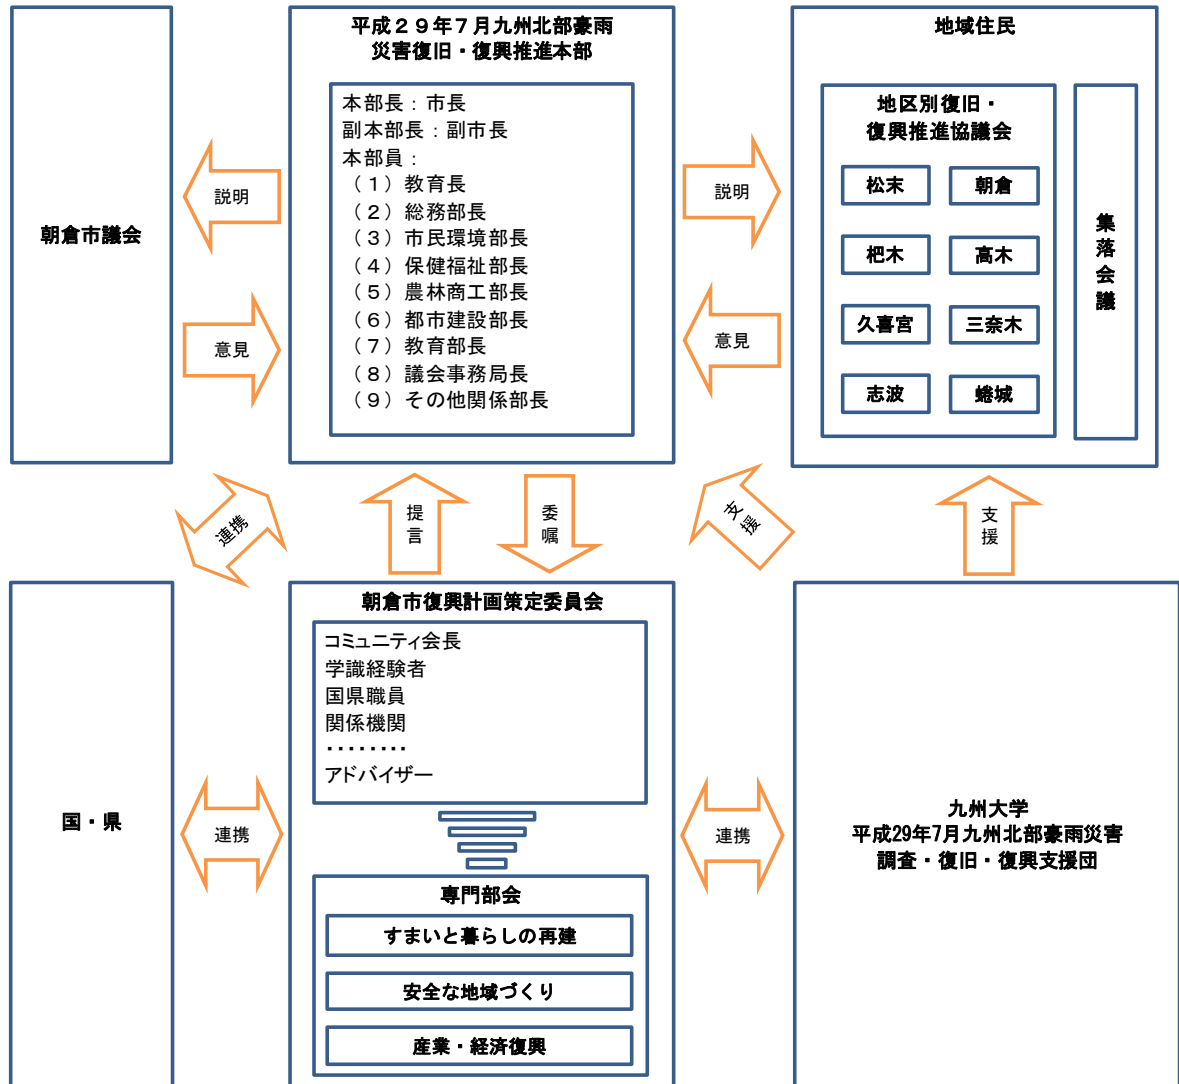 朝倉市議会
説明
意見
平成２９年７月九州北部豪雨
災害復旧・復興推進本部
本部長：市長
副本部長：副市長
本部員：
（１）教育長
（２）総務部長
（３）市民環境部長
（４）保健福祉部長
（５）農林商工部長
（６）都市建設部長
（７）教育部長
（８）議会事務局長
（９）その他関係部長
説明
意見
地域住民
地区別復旧・
復興推進協議会
松末
朝倉
杷木
高木
久喜宮
三奈木
志波
蜷城
集落会議
連携
提言
委嘱
支援
支援
国・県
連携
朝倉市復興計画策定委員会
コミュニティ会長
学識経験者
国県職員
関係機関
・・・・・・・・
アドバイザー
専門部会
すまいと暮らしの再建
安全な地域づくり
産業・経済復興
連携
九州大学
平成29年7月九州北部豪雨災害
調査・復旧・復興支援団